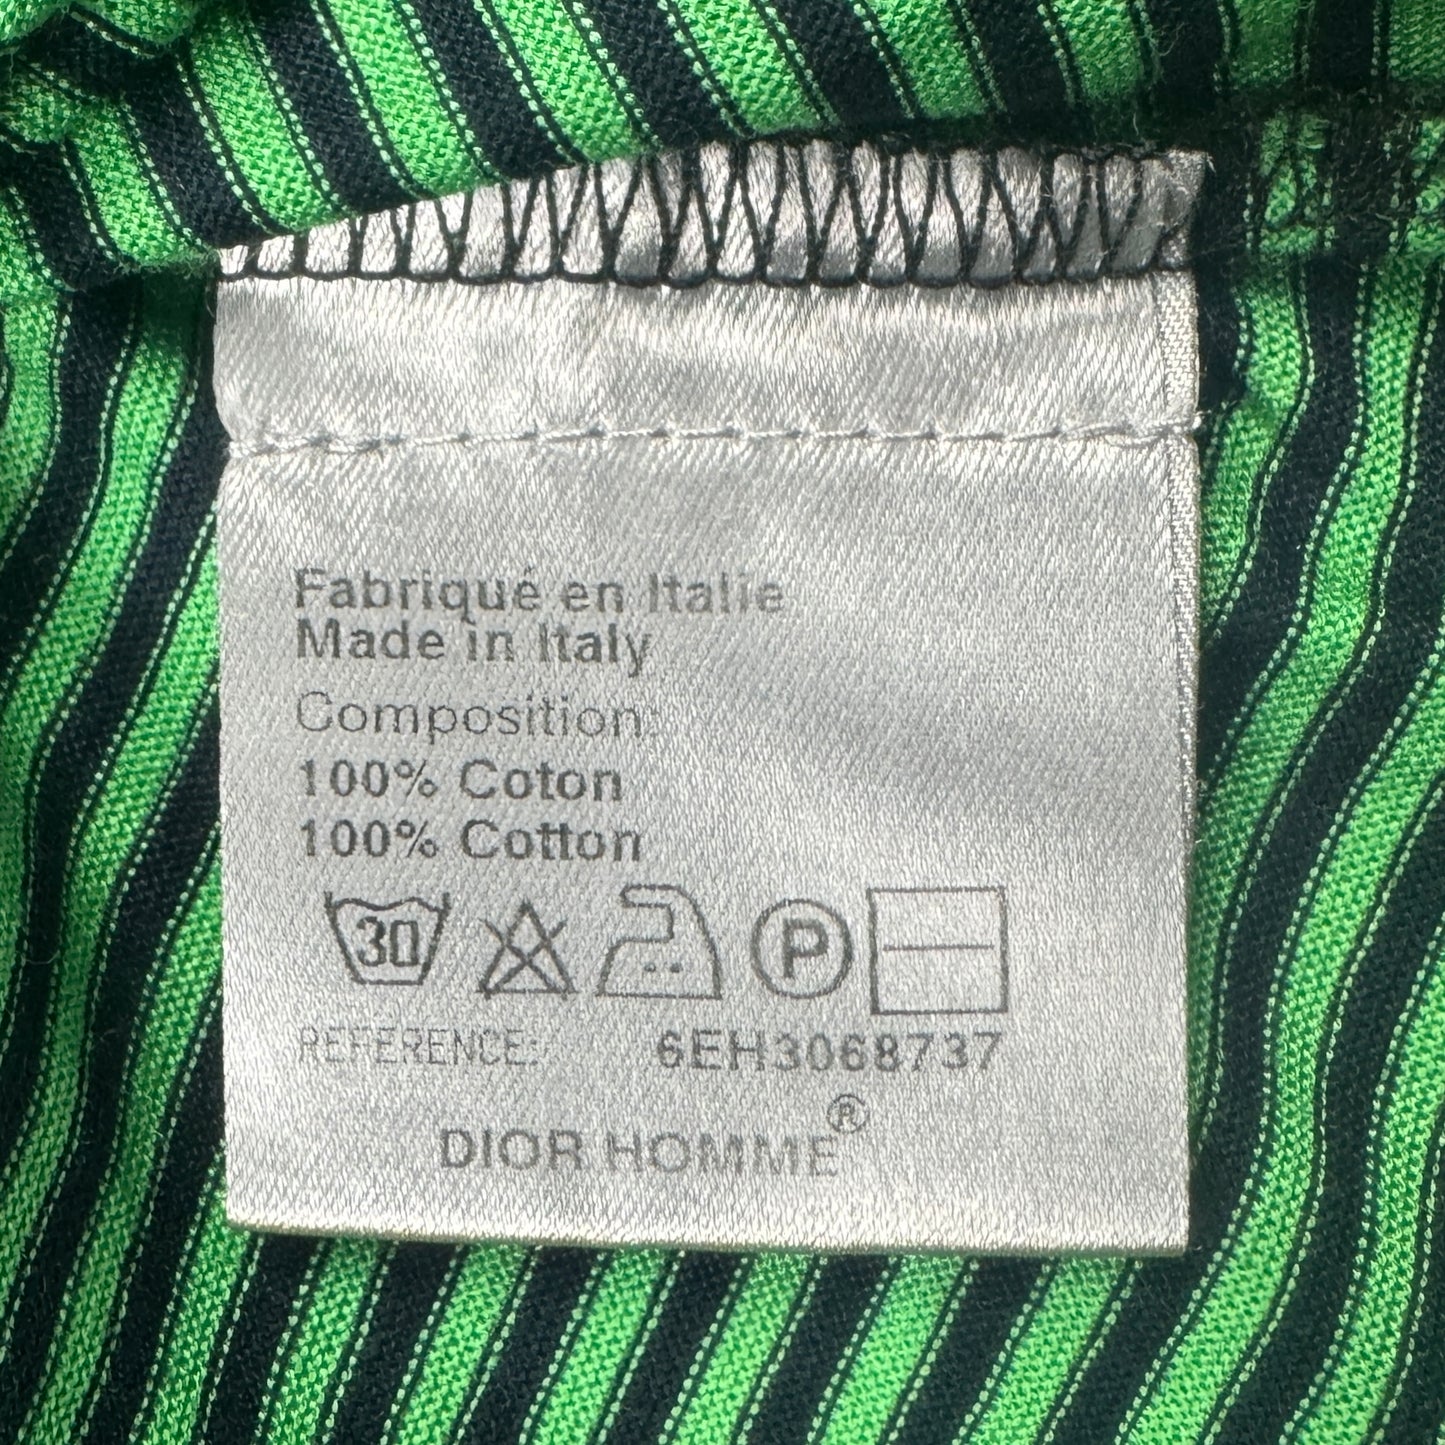 Fabriqué en Italie
Made in Italy
Composition:
100% Coton
100% Cotton
30 P
REFERENCE: 6EH3068737
DIOR HOMME®